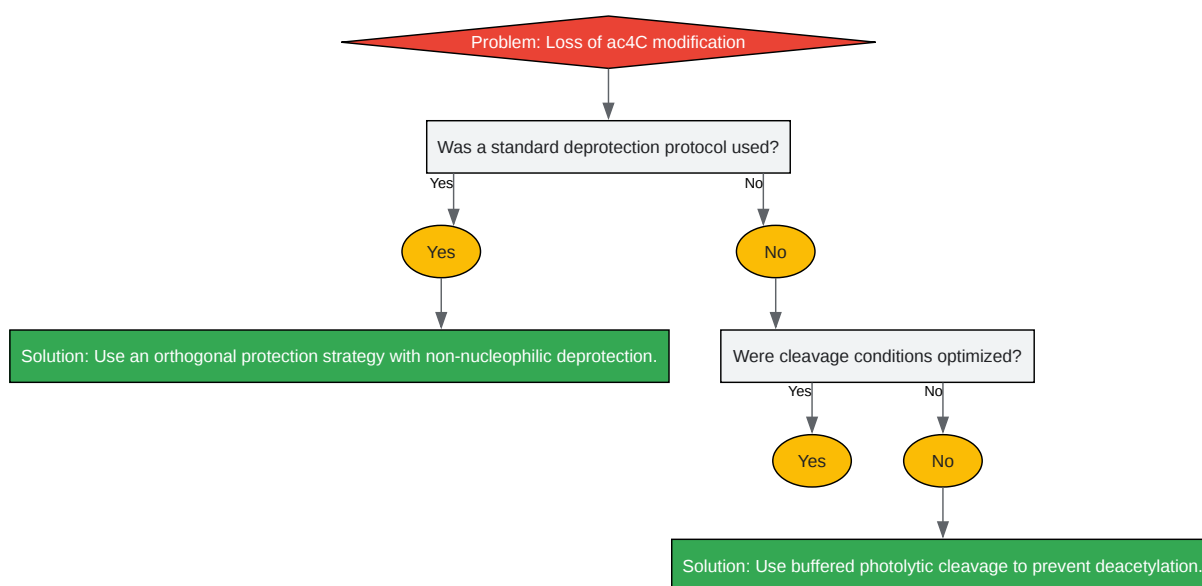 Problem: Loss of ac4C modification
Was a standard deprotection protocol used?
Yes
No
Yes
No
Solution: Use an orthogonal protection strategy with non-nucleophilic deprotection.
Were cleavage conditions optimized?
Yes
No
Yes
No
Solution: Use buffered photolytic cleavage to prevent deacetylation.